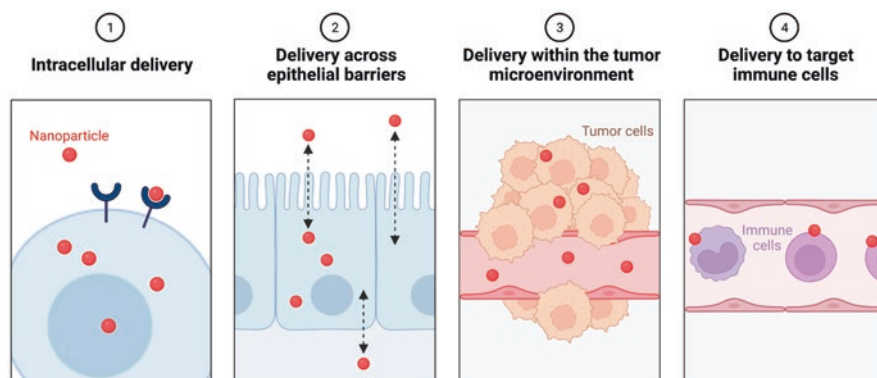 1
Intracellular delivery
2
Delivery across
epithelial barriers
3
Delivery within the tumor
microenvironment
4
Delivery to target
immune cells
Nanoparticle
Tumor cells
Immune
cells